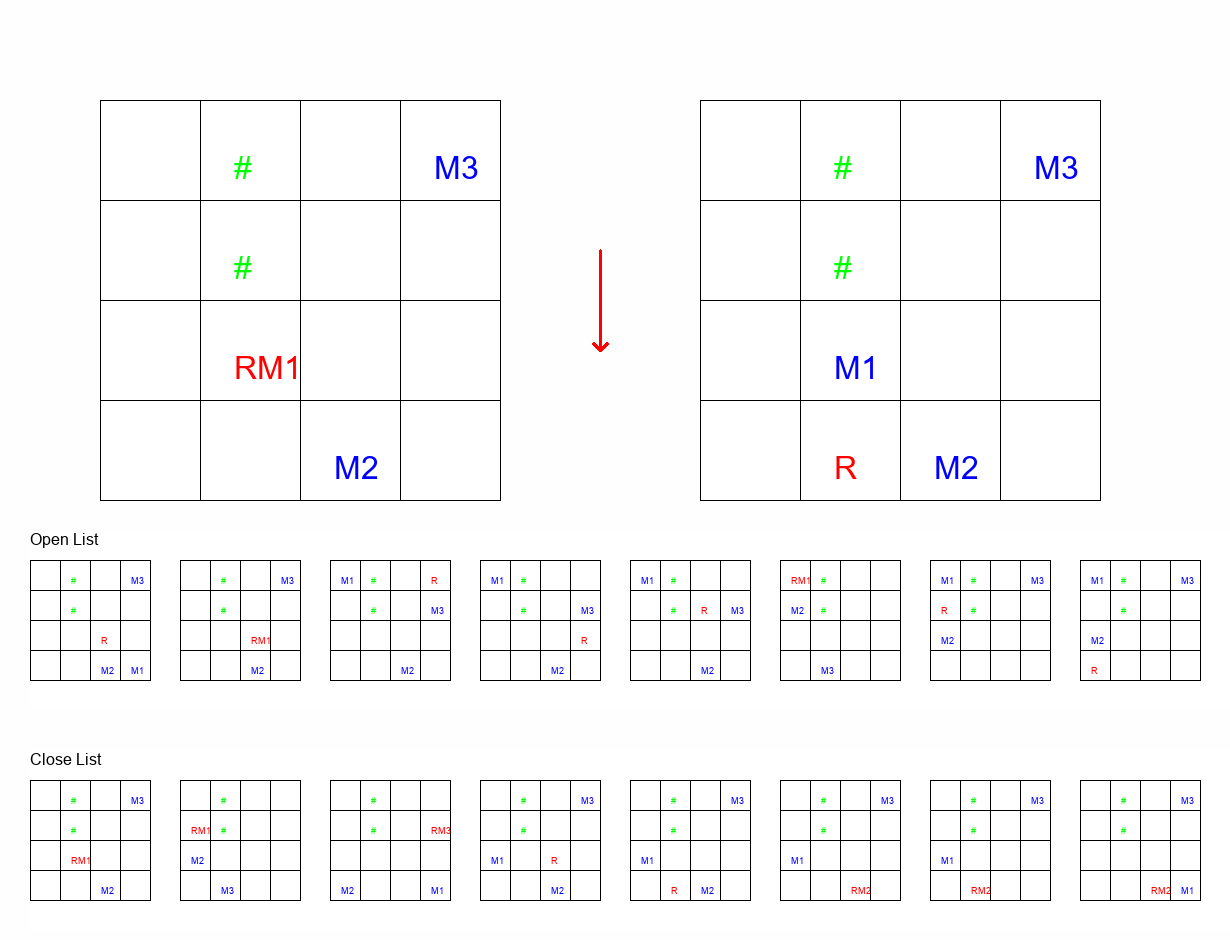 # M3 # M3
# #
RM1 M1
M2 R M2
Open List
# M3 # M3 M1 # R M1 # M1 # RM1 # M1 # M3 M1 # M3
# # # M3 # M3 # R M3 M2 # R # #
R RM1 R M2 M2
M2 M1 M2 M2 M2 M2 M3 R
Close List
# M3 # # # M3 # M3 # M3 # M3 # M3
# RM1 # # RM3 # # # # #
RM1 M2 M1 R M1 M1 M1
M2 M3 M2 M1 M2 R M2 RM2 RM2 RM2 M1